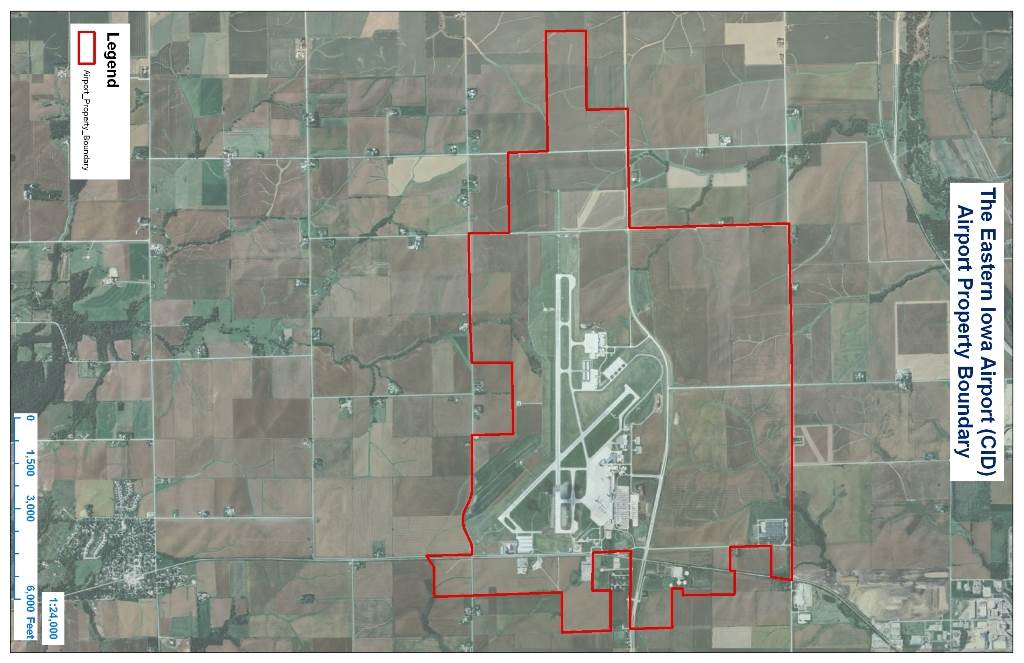 The Eastern Iowa Airport (CID)
Airport Property Boundary
Legend
Airport_Property_Boundary
1:24,000
0 1,500 3,000 6,000 Feet